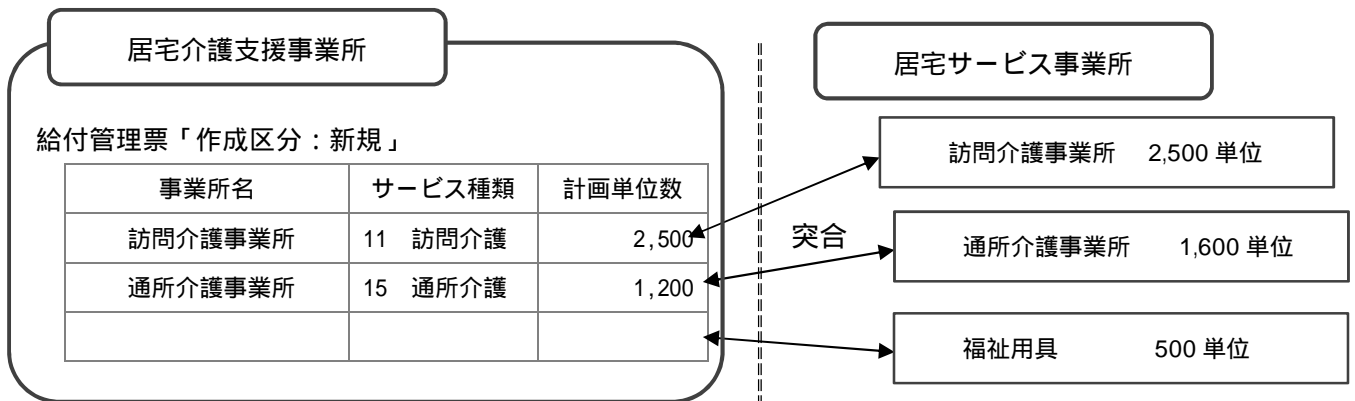 居宅介護支援事業所
居宅サービス事業所
給付管理票「作成区分:新規」
事業所名 サービス種類 計画単位数
訪問介護事業所 11 訪問介護 2,500
通所介護事業所 15 通所介護 1,200
突合
訪問介護事業所 2,500 単位
通所介護事業所 1,600 単位
福祉用具 500 単位